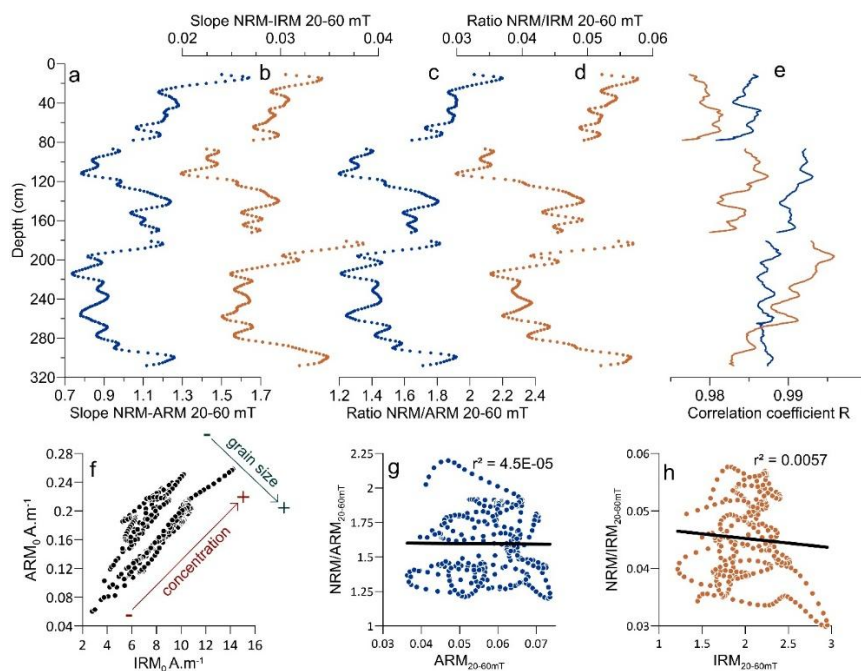 Slope NRM-IRM 20-60 mT
Ratio NRM/IRM 20-60 mT
0.02 0.03 0.04 0.03 0.04 0.05 0.06 0.07
a b c d e
0
40
80
120
160
200
240
280
320
Depth (cm)
0.7 0.9 1.1 1.3 1.5 1.7 1.2 1.4 1.6 1.8 2 2.2 2.4 0.98 0.99
Slope NRM-ARM 20-60 mT
Ratio NRM/ARM 20-60 mT
Correlation coefficient R
f
0.28
0.24
0.2
0.16
0.12
0.08
0.04
ARM₀ A.m⁻¹
- grain size +
- concentration +
2 4 6 8 10 12 14 16
IRM₀ A.m⁻¹
g
r² = 4.5E-05
2.25
2
1.75
1.5
1.25
1
NRM/ARM20-60mT
0.03 0.04 0.05 0.06 0.07
ARM20-60mT
h
r² = 0.0057
0.06
0.05
0.04
0.03
NRM/IRM20-60mT
1 1.5 2 2.5 3
IRM20-60mT